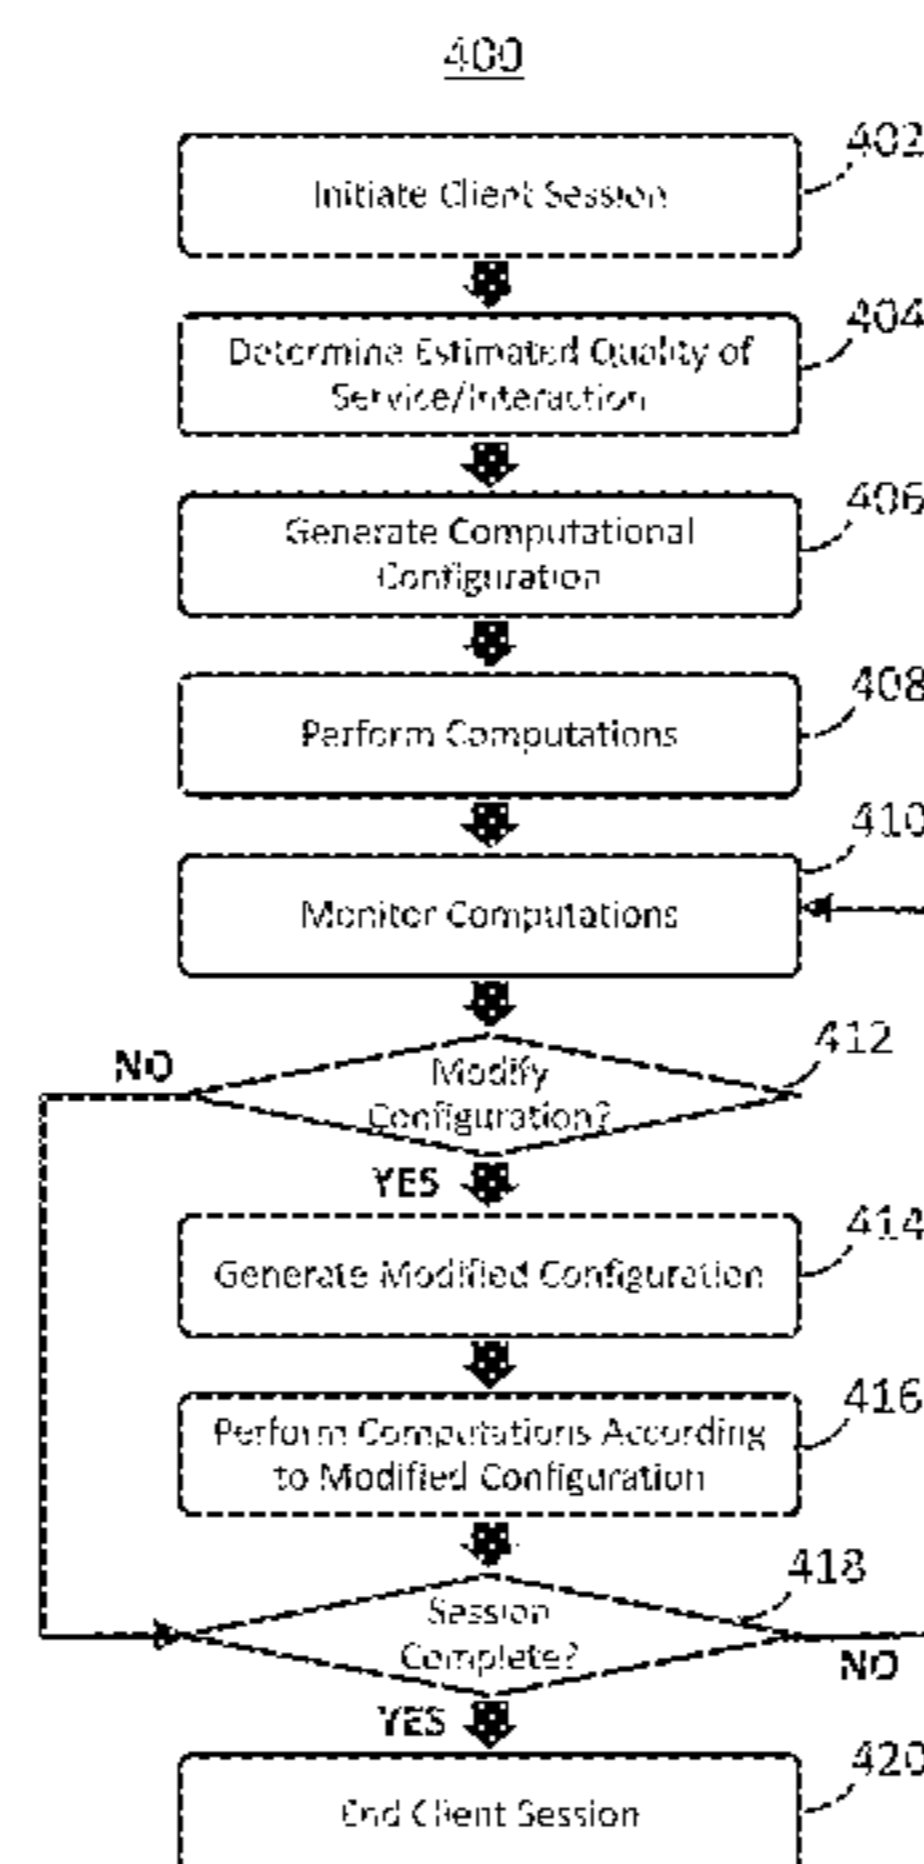 400
402
Initiate Client Session
404
Determine Estimated Quality of
Service/Interaction
406
Generate Computational
Configuration
408
Perform Computations
410
Monitor Computations
412
NO
Modify
Configuration?
YES
414
Generate Modified Configuration
416
Perform Computations According
to Modified Configuration
418
Session
Complete?
NO
YES
420
End Client Session